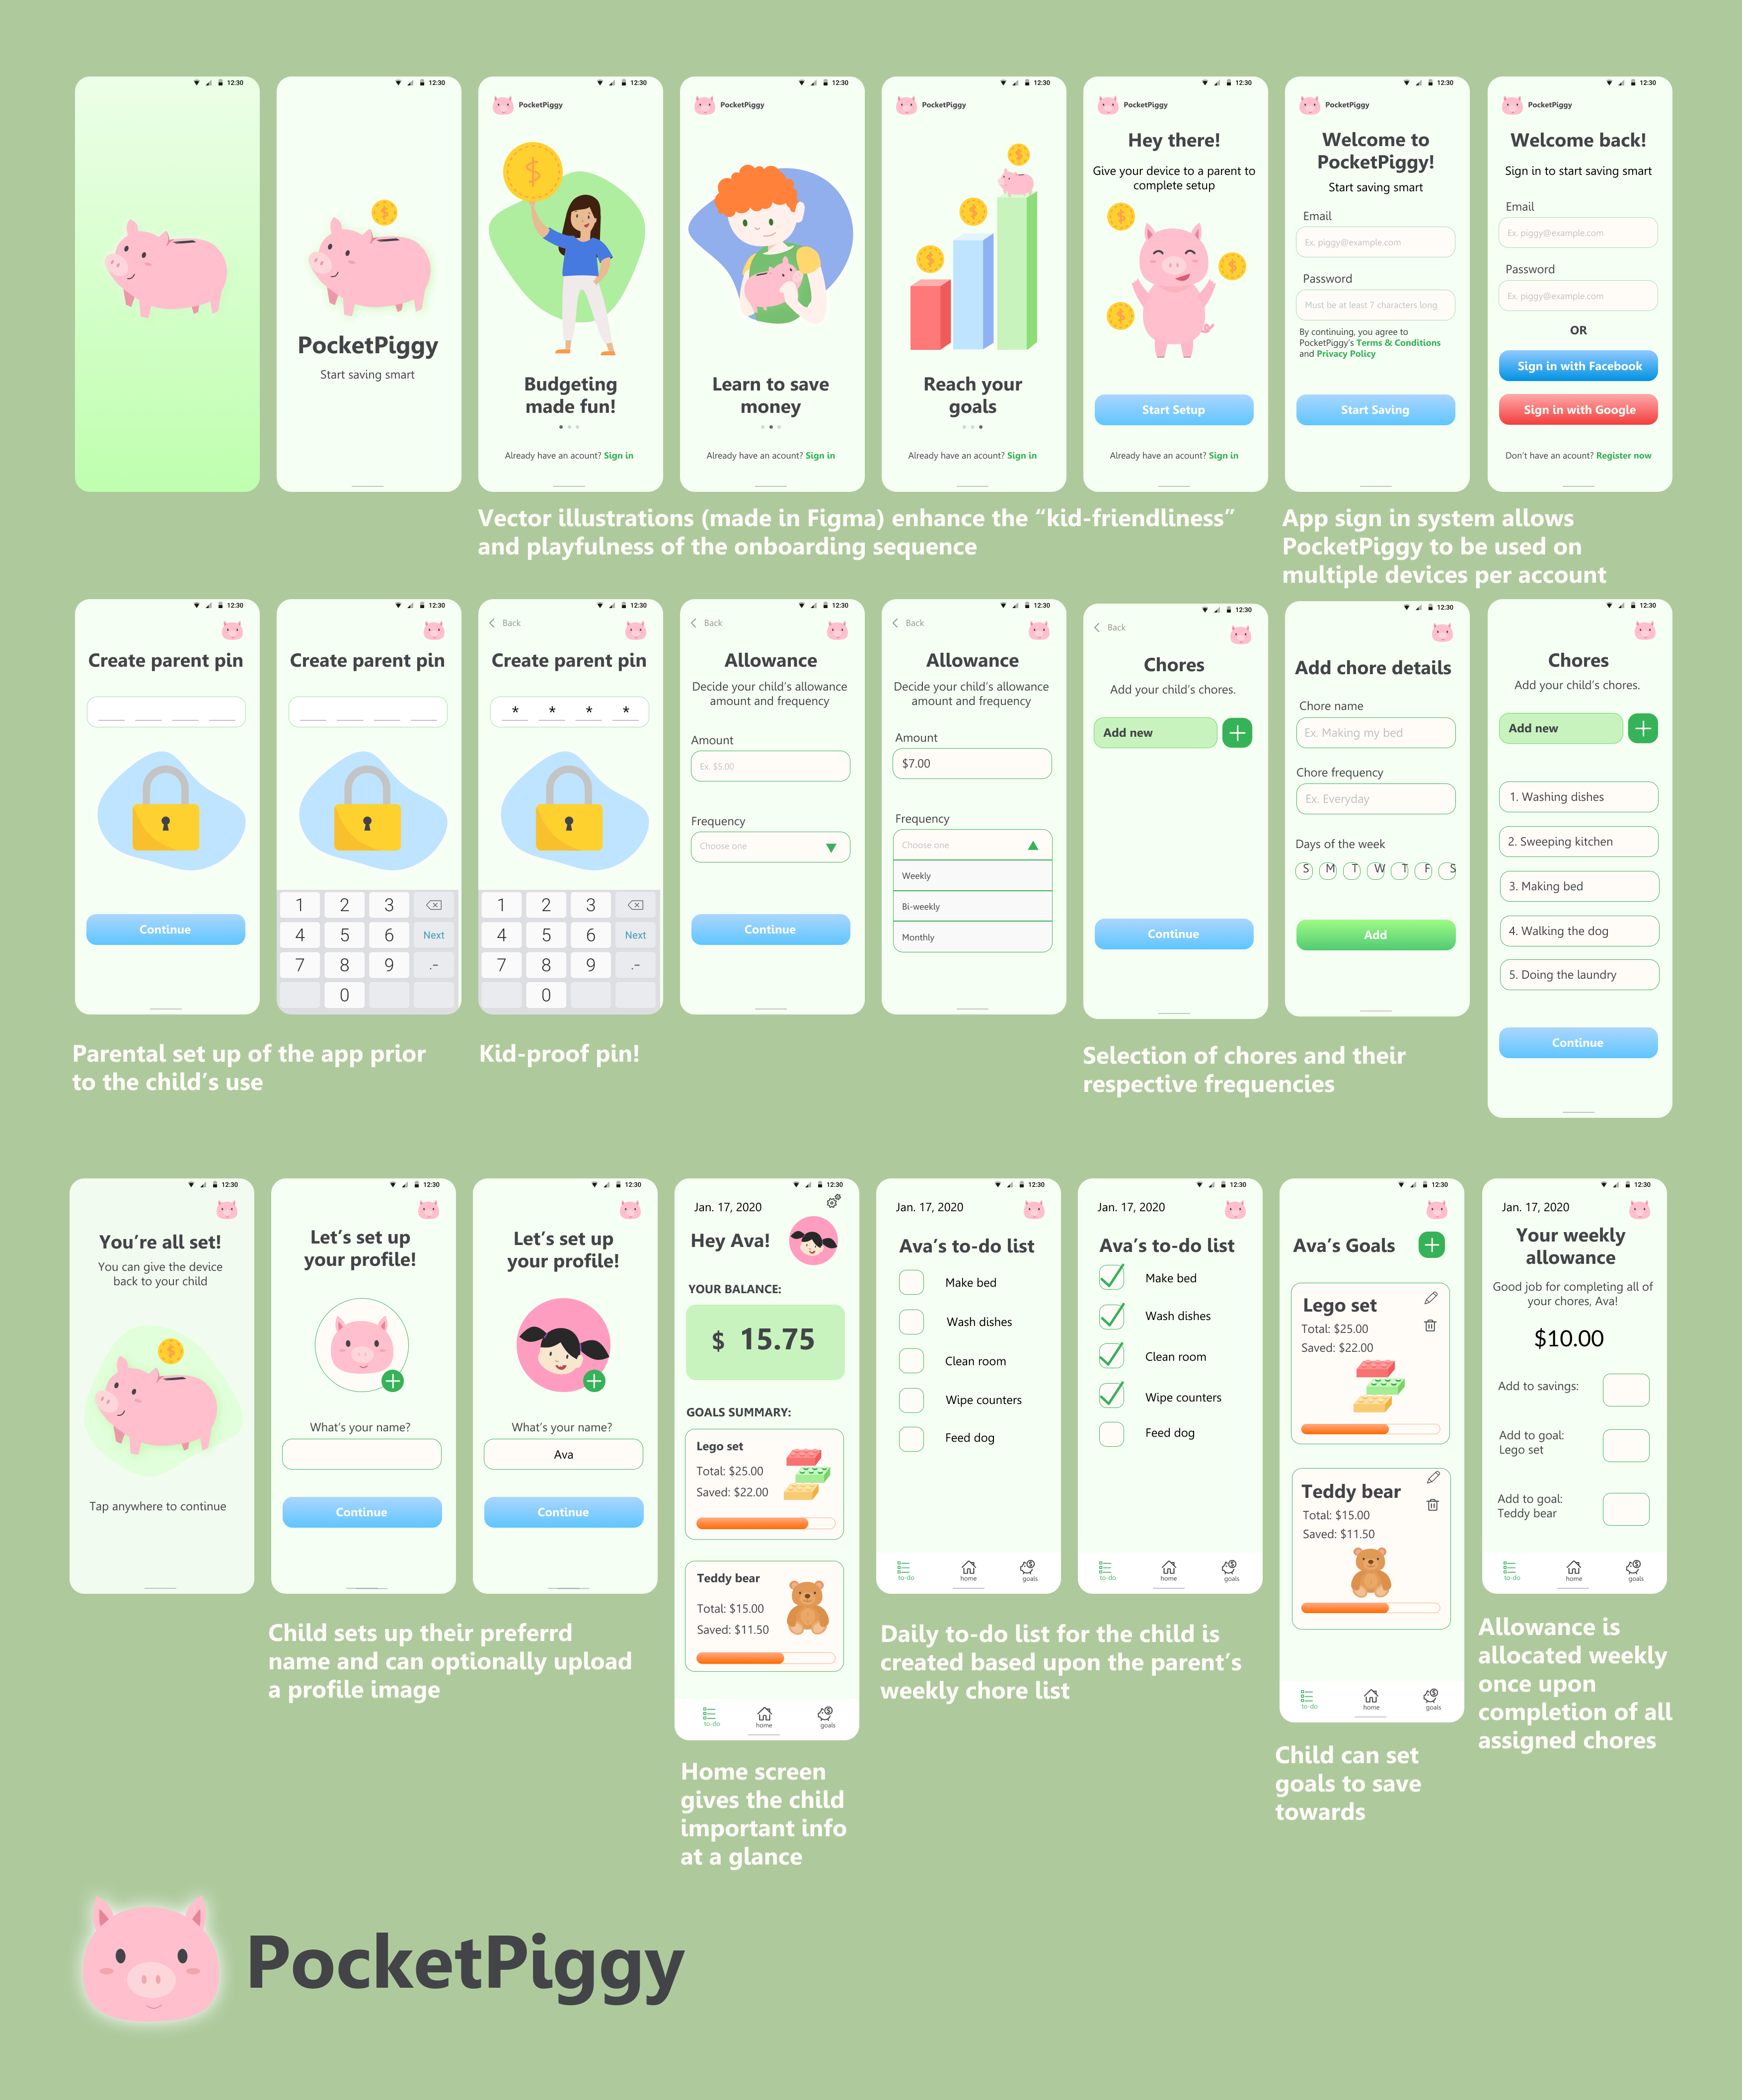 12:30
12:30
PocketPiggy
Start saving smart
12:30
PocketPiggy
$
Budgeting
made fun!
Already have an acount? Sign in
12:30
PocketPiggy
Learn to save
money
Already have an acount? Sign in
12:30
PocketPiggy
Reach your
goals
Already have an acount? Sign in
12:30
PocketPiggy
Hey there!
Give your device to a parent to
complete setup
Start Setup
Already have an acount? Sign in
12:30
PocketPiggy
Welcome to
PocketPiggy!
Start saving smart
Email
Ex. piggy@example.com
Password
Must be at least 7 characters long
By continuing, you agree to
PocketPiggy's Terms & Conditions
and Privacy Policy
Start Saving
12:30
PocketPiggy
Welcome back!
Sign in to start saving smart
Email
Ex. piggy@example.com
Password
Ex. piggy@example.com
OR
Sign in with Facebook
Sign in with Google
Don't have an acount? Register now
Vector illustrations (made in Figma) enhance the “kid-friendliness”
and playfulness of the onboarding sequence
App sign in system allows
PocketPiggy to be used on
multiple devices per account
12:30
Create parent pin
Continue
12:30
Create parent pin
1 2 3
4 5 6 Next
7 8 9 .-
0
12:30
Back
Create parent pin
* * * *
1 2 3
4 5 6 Next
7 8 9 .-
0
12:30
Back
Allowance
Decide your child's allowance
amount and frequency
Amount
Ex. $5.00
Frequency
Choose one
Continue
12:30
Back
Allowance
Decide your child's allowance
amount and frequency
Amount
$7.00
Frequency
Choose one
Weekly
Bi-weekly
Monthly
12:30
Back
Chores
Add your child's chores.
Add new
Continue
12:30
Add chore details
Chore name
Ex. Making my bed
Chore frequency
Ex. Everyday
Days of the week
S M T W T F S
Add
12:30
Chores
Add your child's chores.
Add new
1. Washing dishes
2. Sweeping kitchen
3. Making bed
4. Walking the dog
5. Doing the laundry
Continue
Parental set up of the app prior
to the child's use
Kid-proof pin!
Selection of chores and their
respective frequencies
12:30
You're all set!
You can give the device
back to your child
Tap anywhere to continue
12:30
Let's set up
your profile!
What's your name?
Continue
12:30
Let's set up
your profile!
What's your name?
Ava
Continue
12:30
Jan. 17, 2020
Hey Ava!
YOUR BALANCE:
$ 15.75
GOALS SUMMARY:
Lego set
Total: $25.00
Saved: $22.00
Teddy bear
Total: $15.00
Saved: $11.50
to-do home goals
12:30
Jan. 17, 2020
Ava's to-do list
Make bed
Wash dishes
Clean room
Wipe counters
Feed dog
to-do home goals
12:30
Jan. 17, 2020
Ava's to-do list
Make bed
Wash dishes
Clean room
Wipe counters
Feed dog
to-do home goals
12:30
Ava's Goals
Lego set
Total: $25.00
Saved: $22.00
Teddy bear
Total: $15.00
Saved: $11.50
to-do home goals
12:30
Jan. 17, 2020
Your weekly
allowance
Good job for completing all of
your chores, Ava!
$10.00
Add to savings:
Add to goal:
Lego set
Add to goal:
Teddy bear
to-do home goals
Child sets up their preferrd
name and can optionally upload
a profile image
Home screen
gives the child
important info
at a glance
Daily to-do list for the child is
created based upon the parent's
weekly chore list
Child can set
goals to save
towards
Allowance is
allocated weekly
once upon
completion of all
assigned chores
PocketPiggy